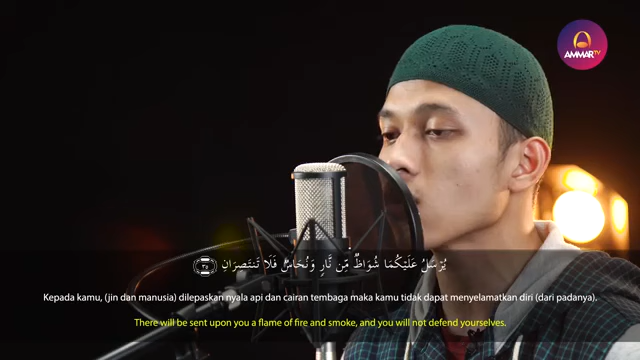 AMMARTV
يُرْسَلُ عَلَيْكُمَا شُوَاظٌ مِّن نَّارٍ وَنُحَاسٌ فَلَا تَنتَصِرَانِ ﴿٣٥﴾
Kepada kamu, (jin dan manusia) dilepaskan nyala api dan cairan tembaga maka kamu tidak dapat menyelamatkan diri (dari padanya).
There will be sent upon you a flame of fire and smoke, and you will not defend yourselves.